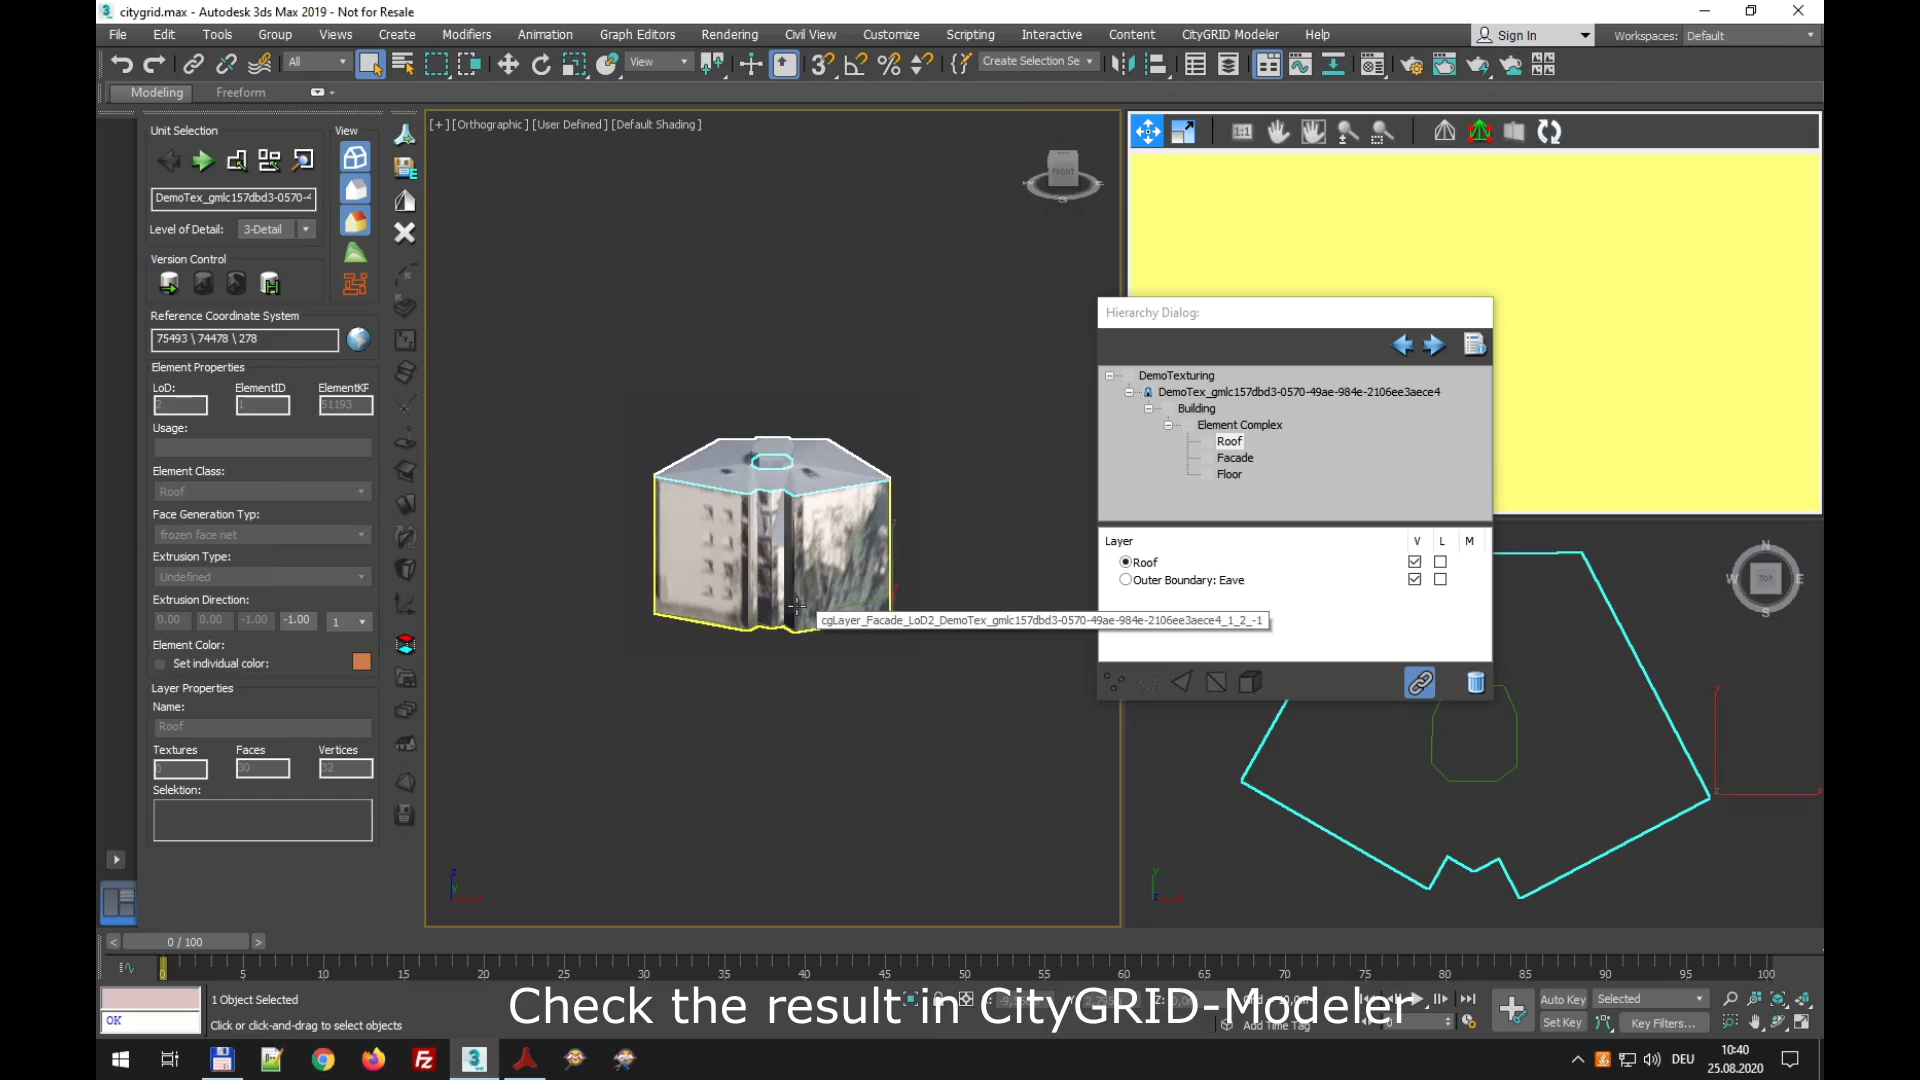 citygrid.max - Autodesk 3ds Max 2019 - Not for Resale
File Edit Tools Group Views Create Modifiers Animation Graph Editors Rendering Civil View Customize Scripting Interactive Content CityGRID Modeler Help
Sign In
Workspaces: Default
All
View
Create Selection Se
Modeling Freeform
Unit Selection
View
DemoTex_gmlc157dbd3-0570-4
Level of Detail: 3-Detail
Version Control
Reference Coordinate System
75493 \ 74478 \ 278
Element Properties
LoD: ElementID ElementKF
2 1 51193
Usage:
Element Class:
Roof
Face Generation Typ:
frozen face net
Extrusion Type:
Undefined
Extrusion Direction:
0.00 0.00 -1.00 -1.00 1
Element Color:
Set individual color:
Layer Properties
Name:
Roof
Textures Faces Vertices
0 30 32
Selektion:
[+] [Orthographic] [User Defined] [Default Shading]
FRONT
S
cgLayer_Facade_LoD2_DemoTex_gmlc157dbd3-0570-49ae-984e-2106ee3aece4_1_2_-1
1:1
Hierarchy Dialog:
DemoTexturing
DemoTex_gmlc157dbd3-0570-49ae-984e-2106ee3aece4
Building
Element Complex
Roof
Facade
Floor
Layer V L M
Roof
Outer Boundary: Eave
N
W TOP E
S
0 / 100
0 5 10 15 20 25 30 35 40 45 50 55 60 65 70 75 80 85 90 95 100
1 Object Selected
OK
Click or click-and-drag to select objects
Check the result in CityGRID-Modeler
Add Time Tag
0
Auto Key Selected
Set Key Key Filters...
DEU
10:40
25.08.2020